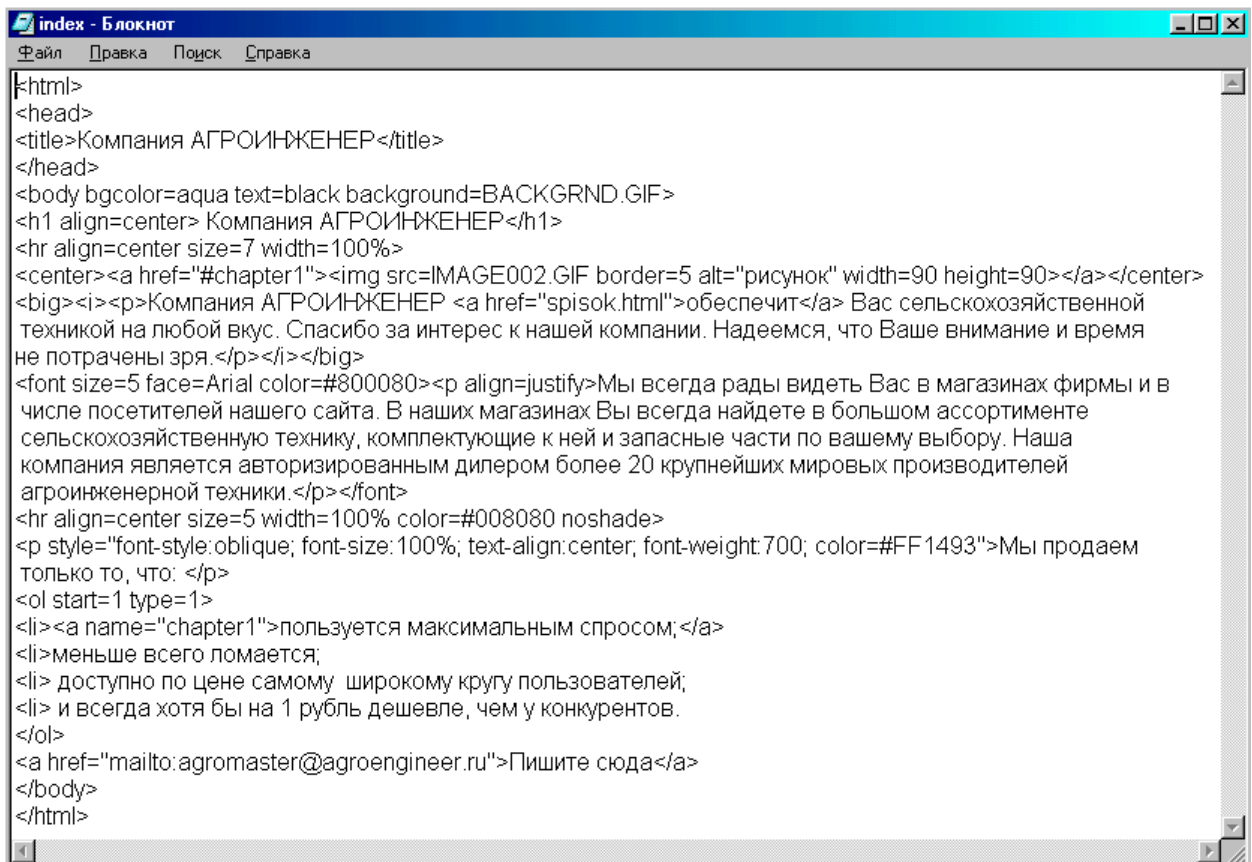 index - Блокнот
Файл Правка Поиск Справка
<html>
<head>
<title>Компания АГРОИНЖЕНЕР</title>
</head>
<body bgcolor=aqua text=black background=BACKGRND.GIF>
<h1 align=center> Компания АГРОИНЖЕНЕР</h1>
<hr align=center size=7 width=100%>
<center><a href="#chapter1"><img src=IMAGE002.GIF border=5 alt="рисунок" width=90 height=90></a></center>
<big><i><p>Компания АГРОИНЖЕНЕР <a href="spisok.html">обеспечит</a> Вас сельскохозяйственной
техникой на любой вкус. Спасибо за интерес к нашей компании. Надеемся, что Ваше внимание и время
не потрачены зря.</p></i></big>
<font size=5 face=Arial color=#800080><p align=justify>Мы всегда рады видеть Вас в магазинах фирмы и в
числе посетителей нашего сайта. В наших магазинах Вы всегда найдете в большом ассортименте
сельскохозяйственную технику, комплектующие к ней и запасные части по вашему выбору. Наша
компания является авторизированным дилером более 20 крупнейших мировых производителей
агроинженерной техники.</p></font>
<hr align=center size=5 width=100% color=#008080 noshade>
<p style="font-style:oblique; font-size:100%; text-align:center; font-weight:700; color=#FF1493">Мы продаем
только то, что: </p>
<ol start=1 type=1>
<li><a name="chapter1">пользуется максимальным спросом;</a>
<li>меньше всего ломается;
<li> доступно по цене самому  широкому кругу пользователей;
<li> и всегда хотя бы на 1 рубль дешевле, чем у конкурентов.
</ol>
<a href="mailto:agromaster@agroengineer.ru">Пишите сюда</a>
</body>
</html>